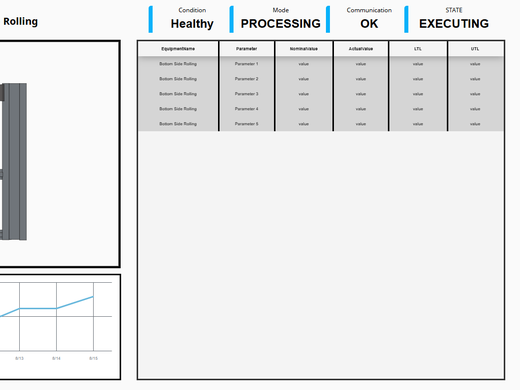 Rolling
Condition Mode Communication STATE
Healthy PROCESSING OK EXECUTING
EquipmentName Parameter NominalValue ActualValue LTL UTL
Bottom Side Rolling Parameter 1 value value value value
Bottom Side Rolling Parameter 2 value value value value
Bottom Side Rolling Parameter 3 value value value value
Bottom Side Rolling Parameter 4 value value value value
Bottom Side Rolling Parameter 5 value value value value